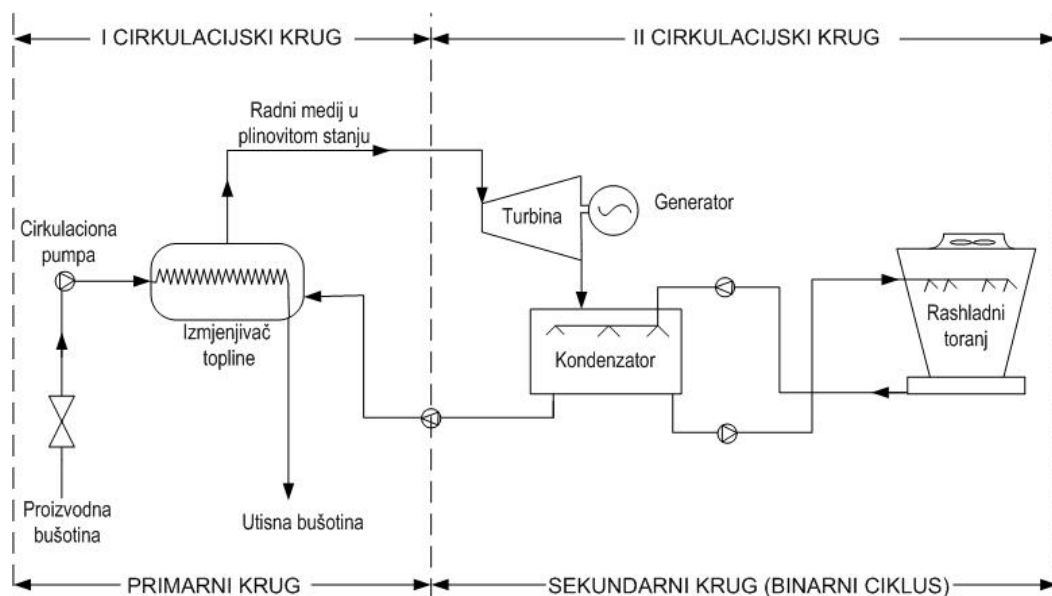 I CIRKULACIJSKI KRUG
II CIRKULACIJSKI KRUG
Radni medij u
plinovitom stanju
Turbina
Generator
Cirkulaciona
pumpa
Izmjenjivač
topline
Kondenzator
Rashladni
toranj
Proizvodna
bušotina
Utisna bušotina
PRIMARNI KRUG
SEKUNDARNI KRUG (BINARNI CIKLUS)